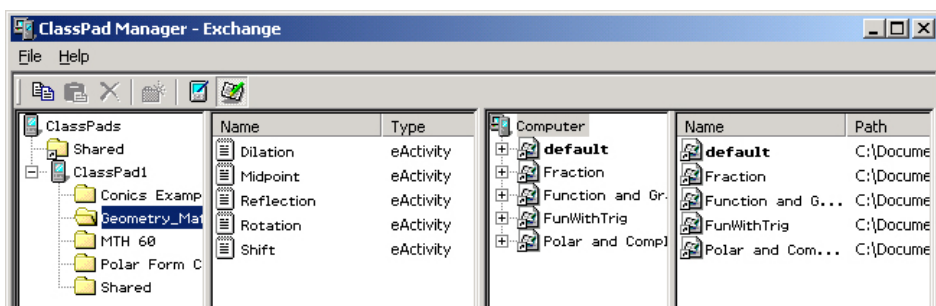 ClassPad Manager - Exchange
File Help
ClassPads
Shared
ClassPad1
Conics Examp
Geometry_Mat
MTH 60
Polar Form C
Shared
Name Type
Dilation eActivity
Midpoint eActivity
Reflection eActivity
Rotation eActivity
Shift eActivity
Computer
default
Fraction
Function and Gr
FunWithTrig
Polar and Compl
Name Path
default C:\Docume
Fraction C:\Docume
Function and G... C:\Docume
FunWithTrig C:\Docume
Polar and Com... C:\Docume